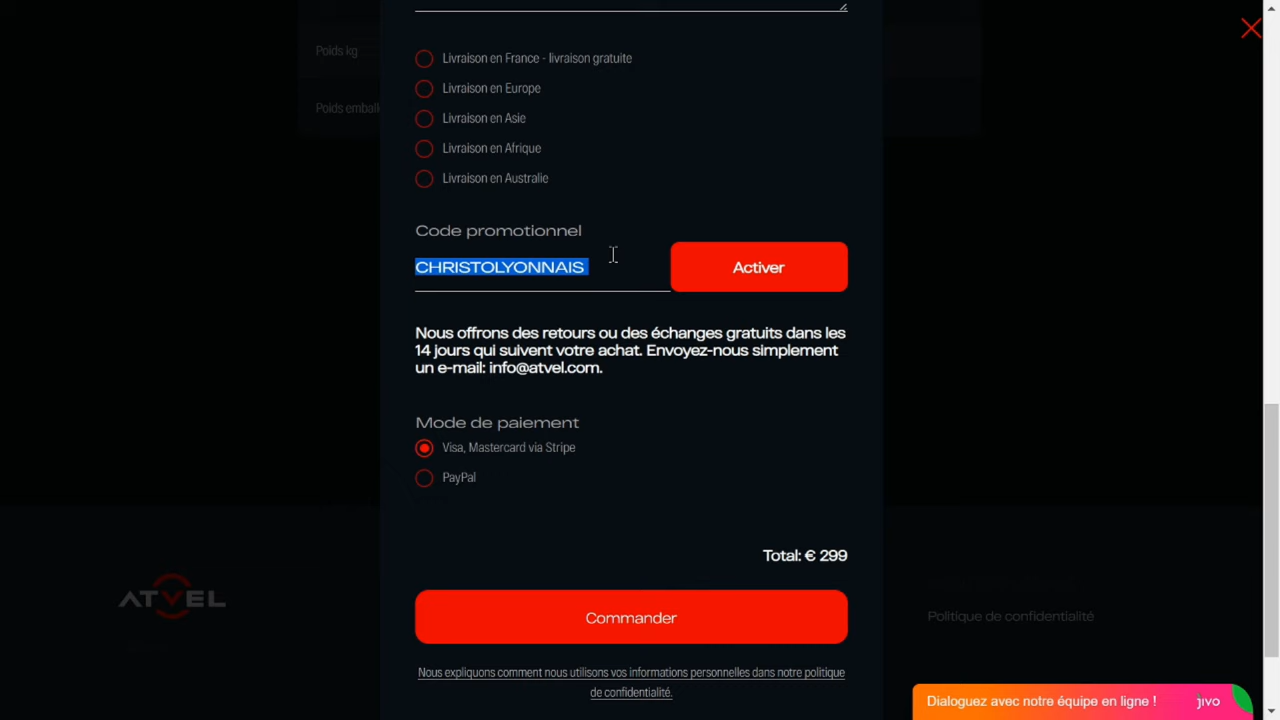 Poids kg
Poids emball
Livraison en France - livraison gratuite
Livraison en Europe
Livraison en Asie
Livraison en Afrique
Livraison en Australie
Code promotionnel
CHRISTOLYONNAIS
Activer
Nous offrons des retours ou des échanges gratuits dans les
14 jours qui suivent votre achat. Envoyez-nous simplement
un e-mail: info@atvel.com.
Mode de paiement
Visa, Mastercard via Stripe
PayPal
Total: € 299
ATVEL
Commander
Politique de confidentialité
Nous expliquons comment nous utilisons vos informations personnelles dans notre politique
de confidentialité.
Dialoguez avec notre équipe en ligne !
jivo